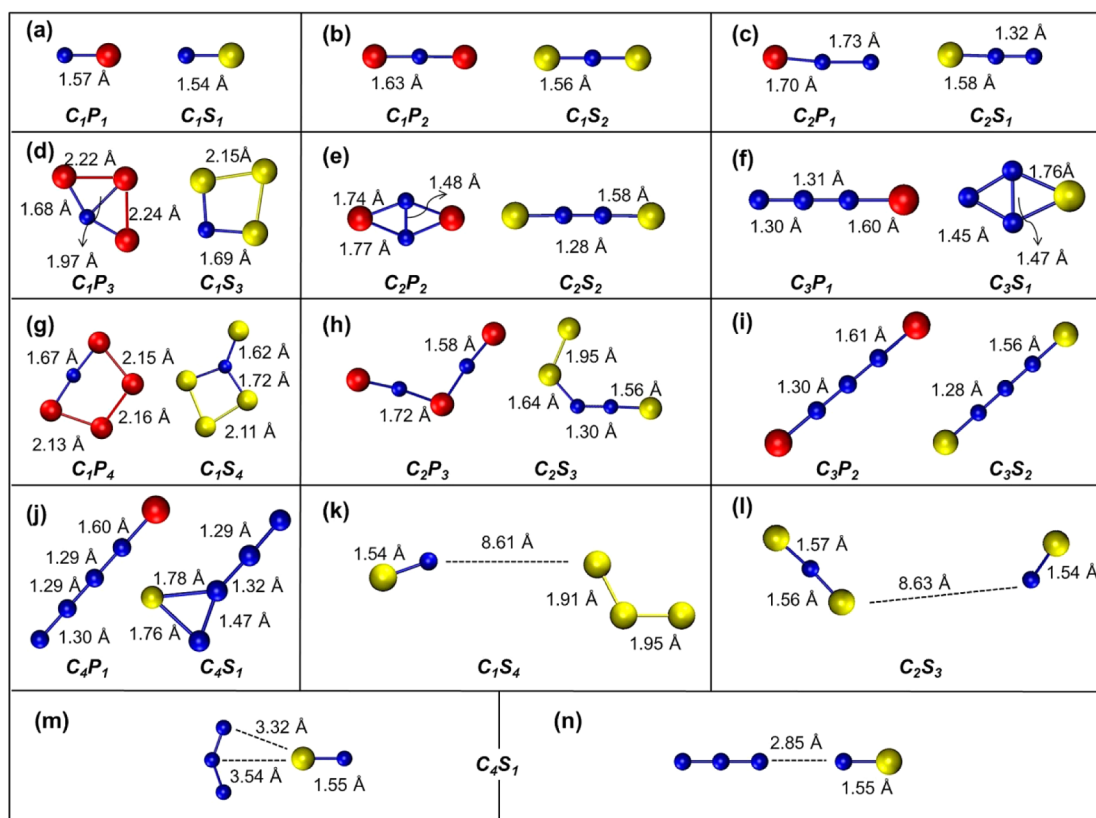 (a)
1.57 Å
1.54 Å
C₁P₁
C₁S₁
(b)
1.63 Å
1.56 Å
C₁P₂
C₁S₂
(c)
1.73 Å
1.32 Å
1.70 Å
1.58 Å
C₂P₁
C₂S₁
(d)
2.22 Å
2.15Å
1.68 Å
2.24 Å
1.97 Å
1.69 Å
C₁P₃
C₁S₃
(e)
1.74 Å
1.48 Å
1.58 Å
1.77 Å
1.28 Å
C₂P₂
C₂S₂
(f)
1.31 Å
1.76Å
1.30 Å
1.60 Å
1.45 Å
1.47 Å
C₃P₁
C₃S₁
(g)
1.67 Å
2.15 Å
1.62 Å
1.72 Å
2.16 Å
2.13 Å
2.11 Å
C₁P₄
C₁S₄
(h)
1.58 Å
1.95 Å
1.56 Å
1.72 Å
1.64 Å
1.30 Å
C₂P₃
C₂S₃
(i)
1.61 Å
1.56 Å
1.30 Å
1.28 Å
C₃P₂
C₃S₂
(j)
1.60 Å
1.29 Å
1.29 Å
1.29 Å
1.78 Å
1.32 Å
1.30 Å
1.76 Å
1.47 Å
C₄P₁
C₄S₁
(k)
1.54 Å
8.61 Å
1.91 Å
1.95 Å
C₁S₄
(l)
1.57 Å
1.56 Å
8.63 Å
1.54 Å
C₂S₃
(m)
3.32 Å
3.54 Å
1.55 Å
C₄S₁
(n)
2.85 Å
1.55 Å